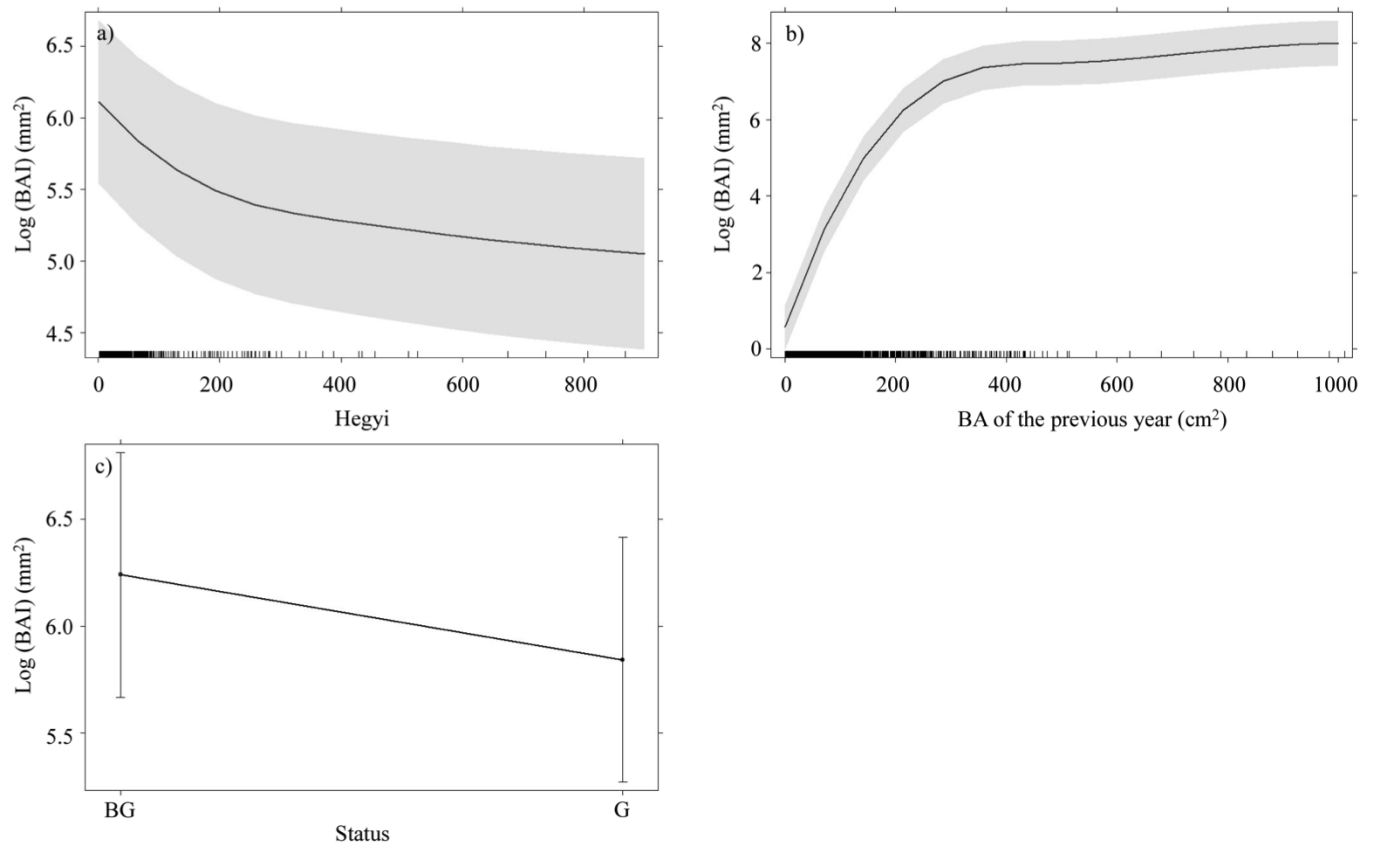 a)
6.5
6.0
5.5
5.0
4.5
Log (BAI) (mm²)
0 200 400 600 800
Hegyi
b)
8
6
4
2
0
Log (BAI) (mm²)
0 200 400 600 800 1000
BA of the previous year (cm²)
c)
6.5
6.0
5.5
Log (BAI) (mm²)
BG G
Status